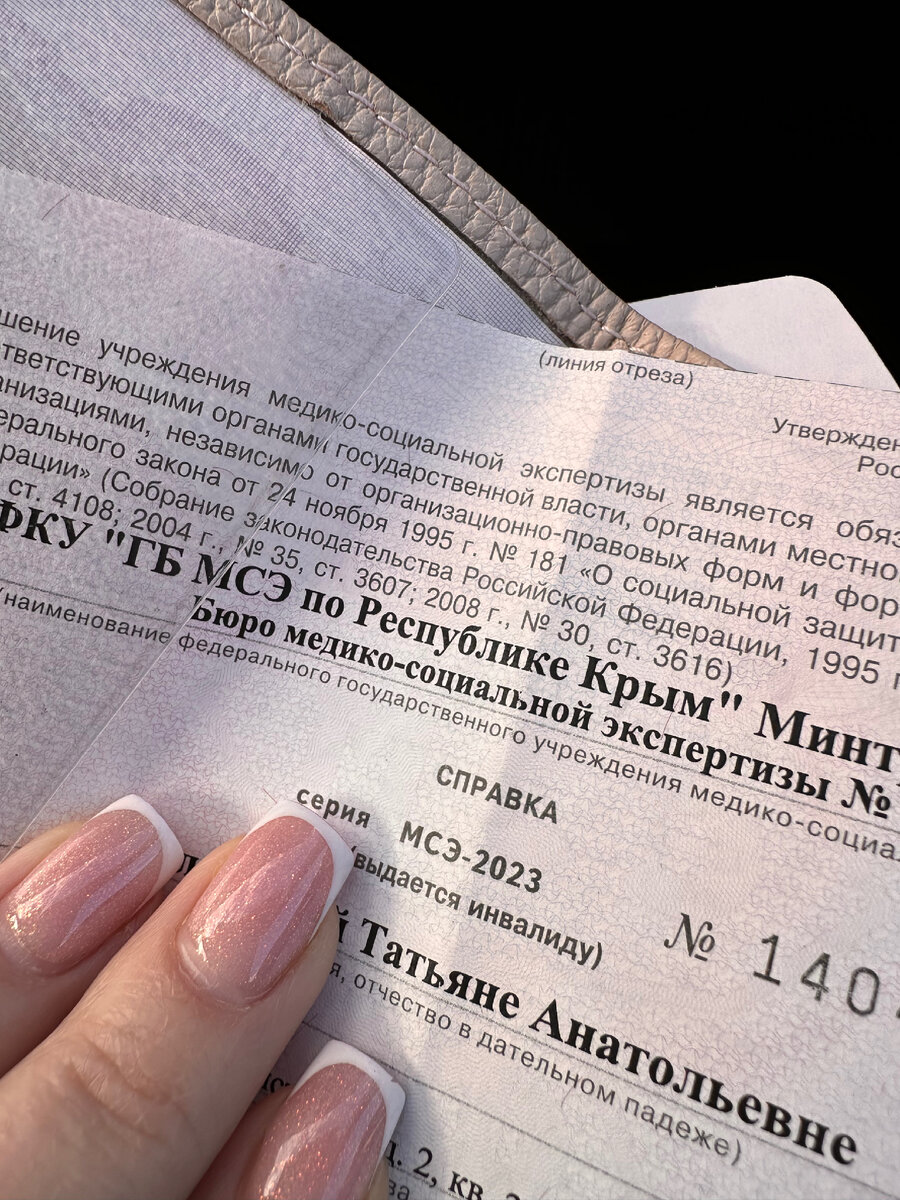 (линия отреза)
Утвержден
Рос
шение учреждения медико-социальной экспертизы является обяз
ответствующими органами государственной власти, органами местно
анизациями, независимо от организационно-правовых форм и фор
ерального закона от 24 ноября 1995 г. № 181 «О социальной защит
рации» (Собрание законодательства Российской Федерации, 1995 г
ст. 4108; 2004 г., № 35, ст. 3607; 2008 г., № 30, ст. 3616)
ФКУ "ГБ МСЭ по Республике Крым" Минт
Бюро медико-социальной экспертизы №
(наименование федерального государственного учреждения медико-социал
СПРАВКА
серия МСЭ-2023
(выдается инвалиду)
№ 140
й Татьяне Анатольевне
я, отчество в дательном падеже)
д. 2, кв.